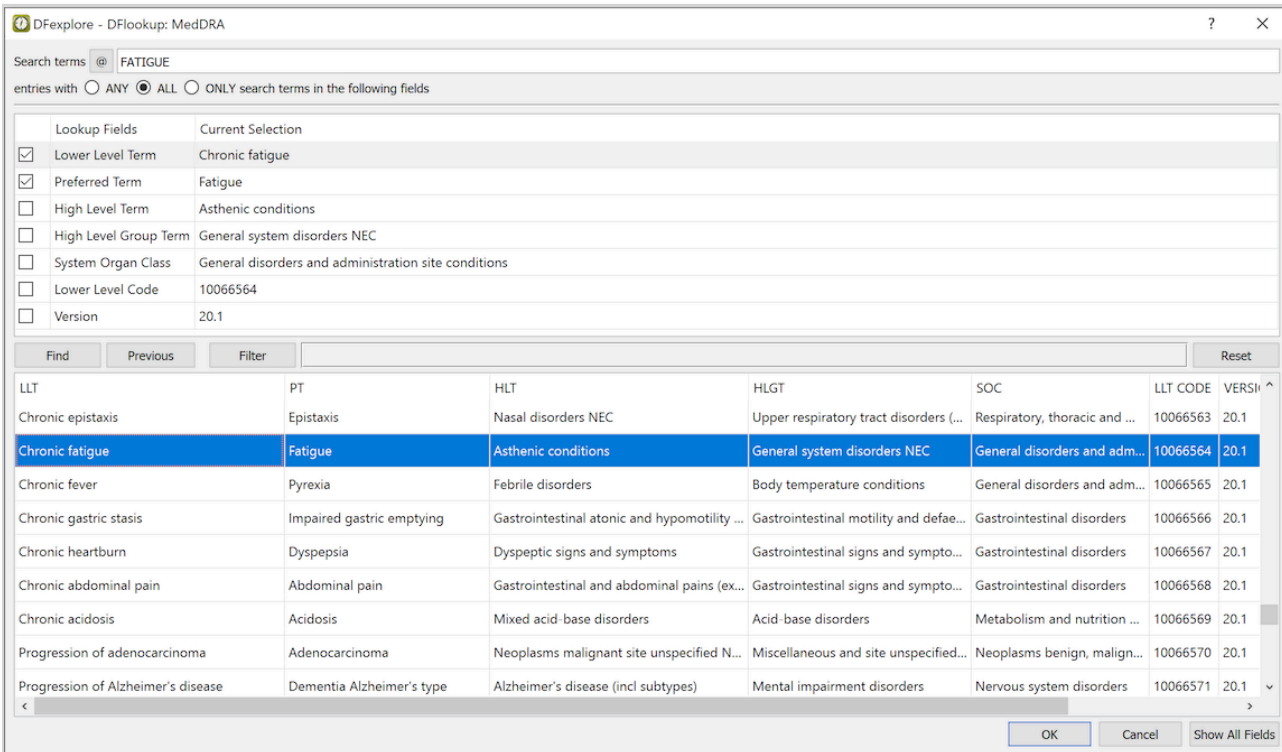 DFexplore - DFlookup: MedDRA ? X
Search terms @ FATIGUE
entries with ANY ALL ONLY search terms in the following fields
Lookup Fields Current Selection
Lower Level Term Chronic fatigue
Preferred Term Fatigue
High Level Term Asthenic conditions
High Level Group Term General system disorders NEC
System Organ Class General disorders and administration site conditions
Lower Level Code 10066564
Version 20.1
Find Previous Filter Reset
LLT PT HLT HLGT SOC LLT CODE VERSI
Chronic epistaxis Epistaxis Nasal disorders NEC Upper respiratory tract disorders (... Respiratory, thoracic and ... 10066563 20.1
Chronic fatigue Fatigue Asthenic conditions General system disorders NEC General disorders and adm... 10066564 20.1
Chronic fever Pyrexia Febrile disorders Body temperature conditions General disorders and adm... 10066565 20.1
Chronic gastric stasis Impaired gastric emptying Gastrointestinal atonic and hypomotility ... Gastrointestinal motility and defae... Gastrointestinal disorders 10066566 20.1
Chronic heartburn Dyspepsia Dyspeptic signs and symptoms Gastrointestinal signs and sympto... Gastrointestinal disorders 10066567 20.1
Chronic abdominal pain Abdominal pain Gastrointestinal and abdominal pains (ex... Gastrointestinal signs and sympto... Gastrointestinal disorders 10066568 20.1
Chronic acidosis Acidosis Mixed acid-base disorders Acid-base disorders Metabolism and nutrition ... 10066569 20.1
Progression of adenocarcinoma Adenocarcinoma Neoplasms malignant site unspecified N... Miscellaneous and site unspecified... Neoplasms benign, malign... 10066570 20.1
Progression of Alzheimer's disease Dementia Alzheimer's type Alzheimer's disease (incl subtypes) Mental impairment disorders Nervous system disorders 10066571 20.1
OK Cancel Show All Fields